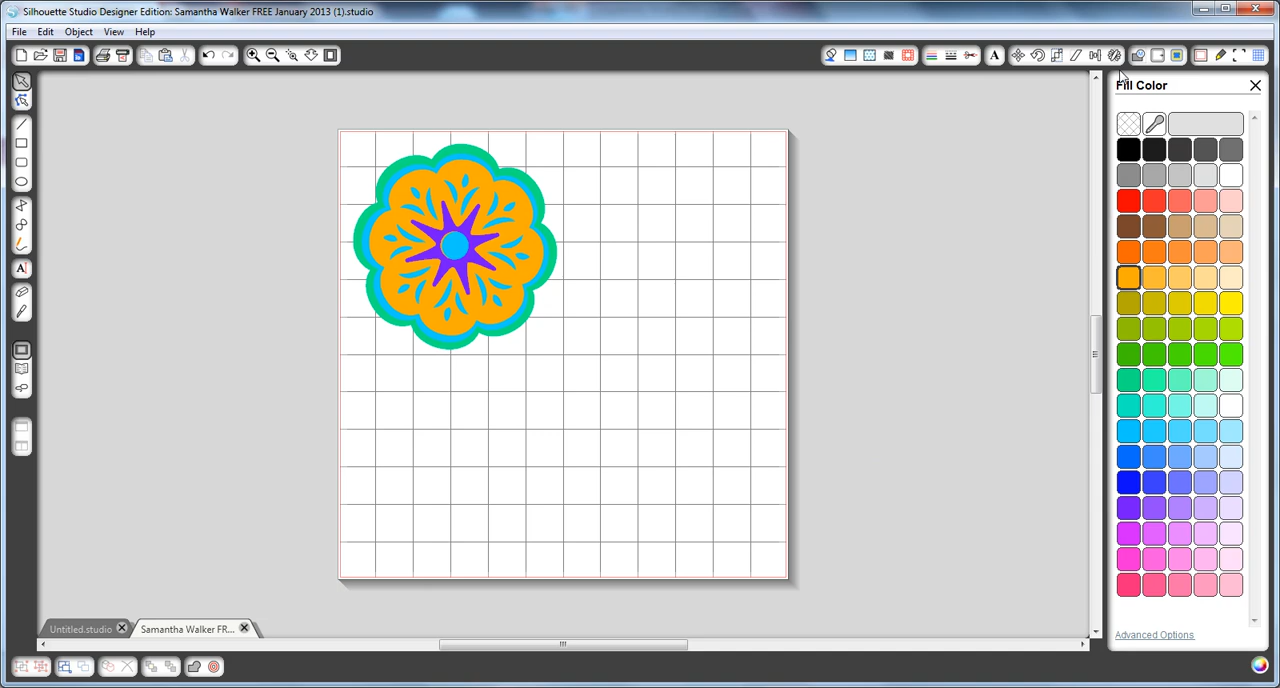 Silhouette Studio Designer Edition: Samantha Walker FREE January 2013 (1).studio
File Edit Object View Help
Fill Color
Untitled.studio
Samantha Walker FR...
Advanced Options